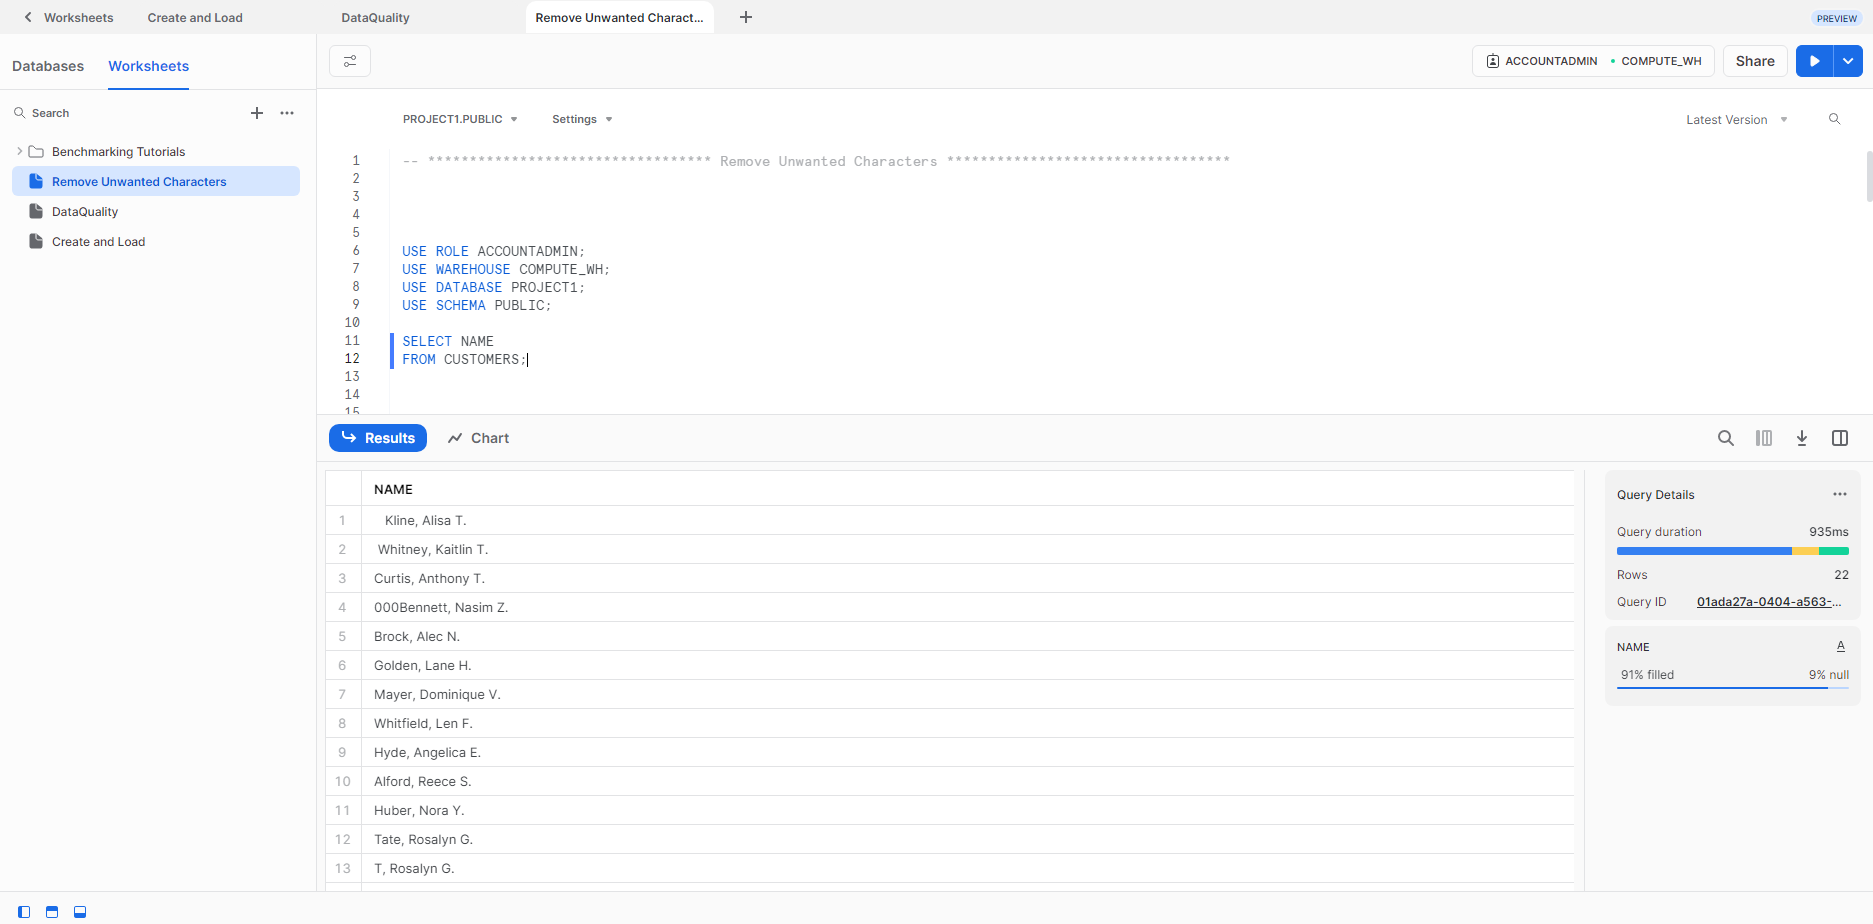 Worksheets
Create and Load
DataQuality
Remove Unwanted Charact...
PREVIEW
Databases
Worksheets
ACCOUNTADMIN
COMPUTE_WH
Share
Search
Benchmarking Tutorials
Remove Unwanted Characters
DataQuality
Create and Load
PROJECT1.PUBLIC
Settings
Latest Version
1 -- ********************************** Remove Unwanted Characters **********************************
2
3
4
5
6 USE ROLE ACCOUNTADMIN;
7 USE WAREHOUSE COMPUTE_WH;
8 USE DATABASE PROJECT1;
9 USE SCHEMA PUBLIC;
10
11 SELECT NAME
12 FROM CUSTOMERS;
13
14
15
Results
Chart
NAME
1 Kline, Alisa T.
2 Whitney, Kaitlin T.
3 Curtis, Anthony T.
4 000Bennett, Nasim Z.
5 Brock, Alec N.
6 Golden, Lane H.
7 Mayer, Dominique V.
8 Whitfield, Len F.
9 Hyde, Angelica E.
10 Alford, Reece S.
11 Huber, Nora Y.
12 Tate, Rosalyn G.
13 T, Rosalyn G.
Query Details
Query duration 935ms
Rows 22
Query ID 01ada27a-0404-a563-...
NAME A
91% filled 9% null